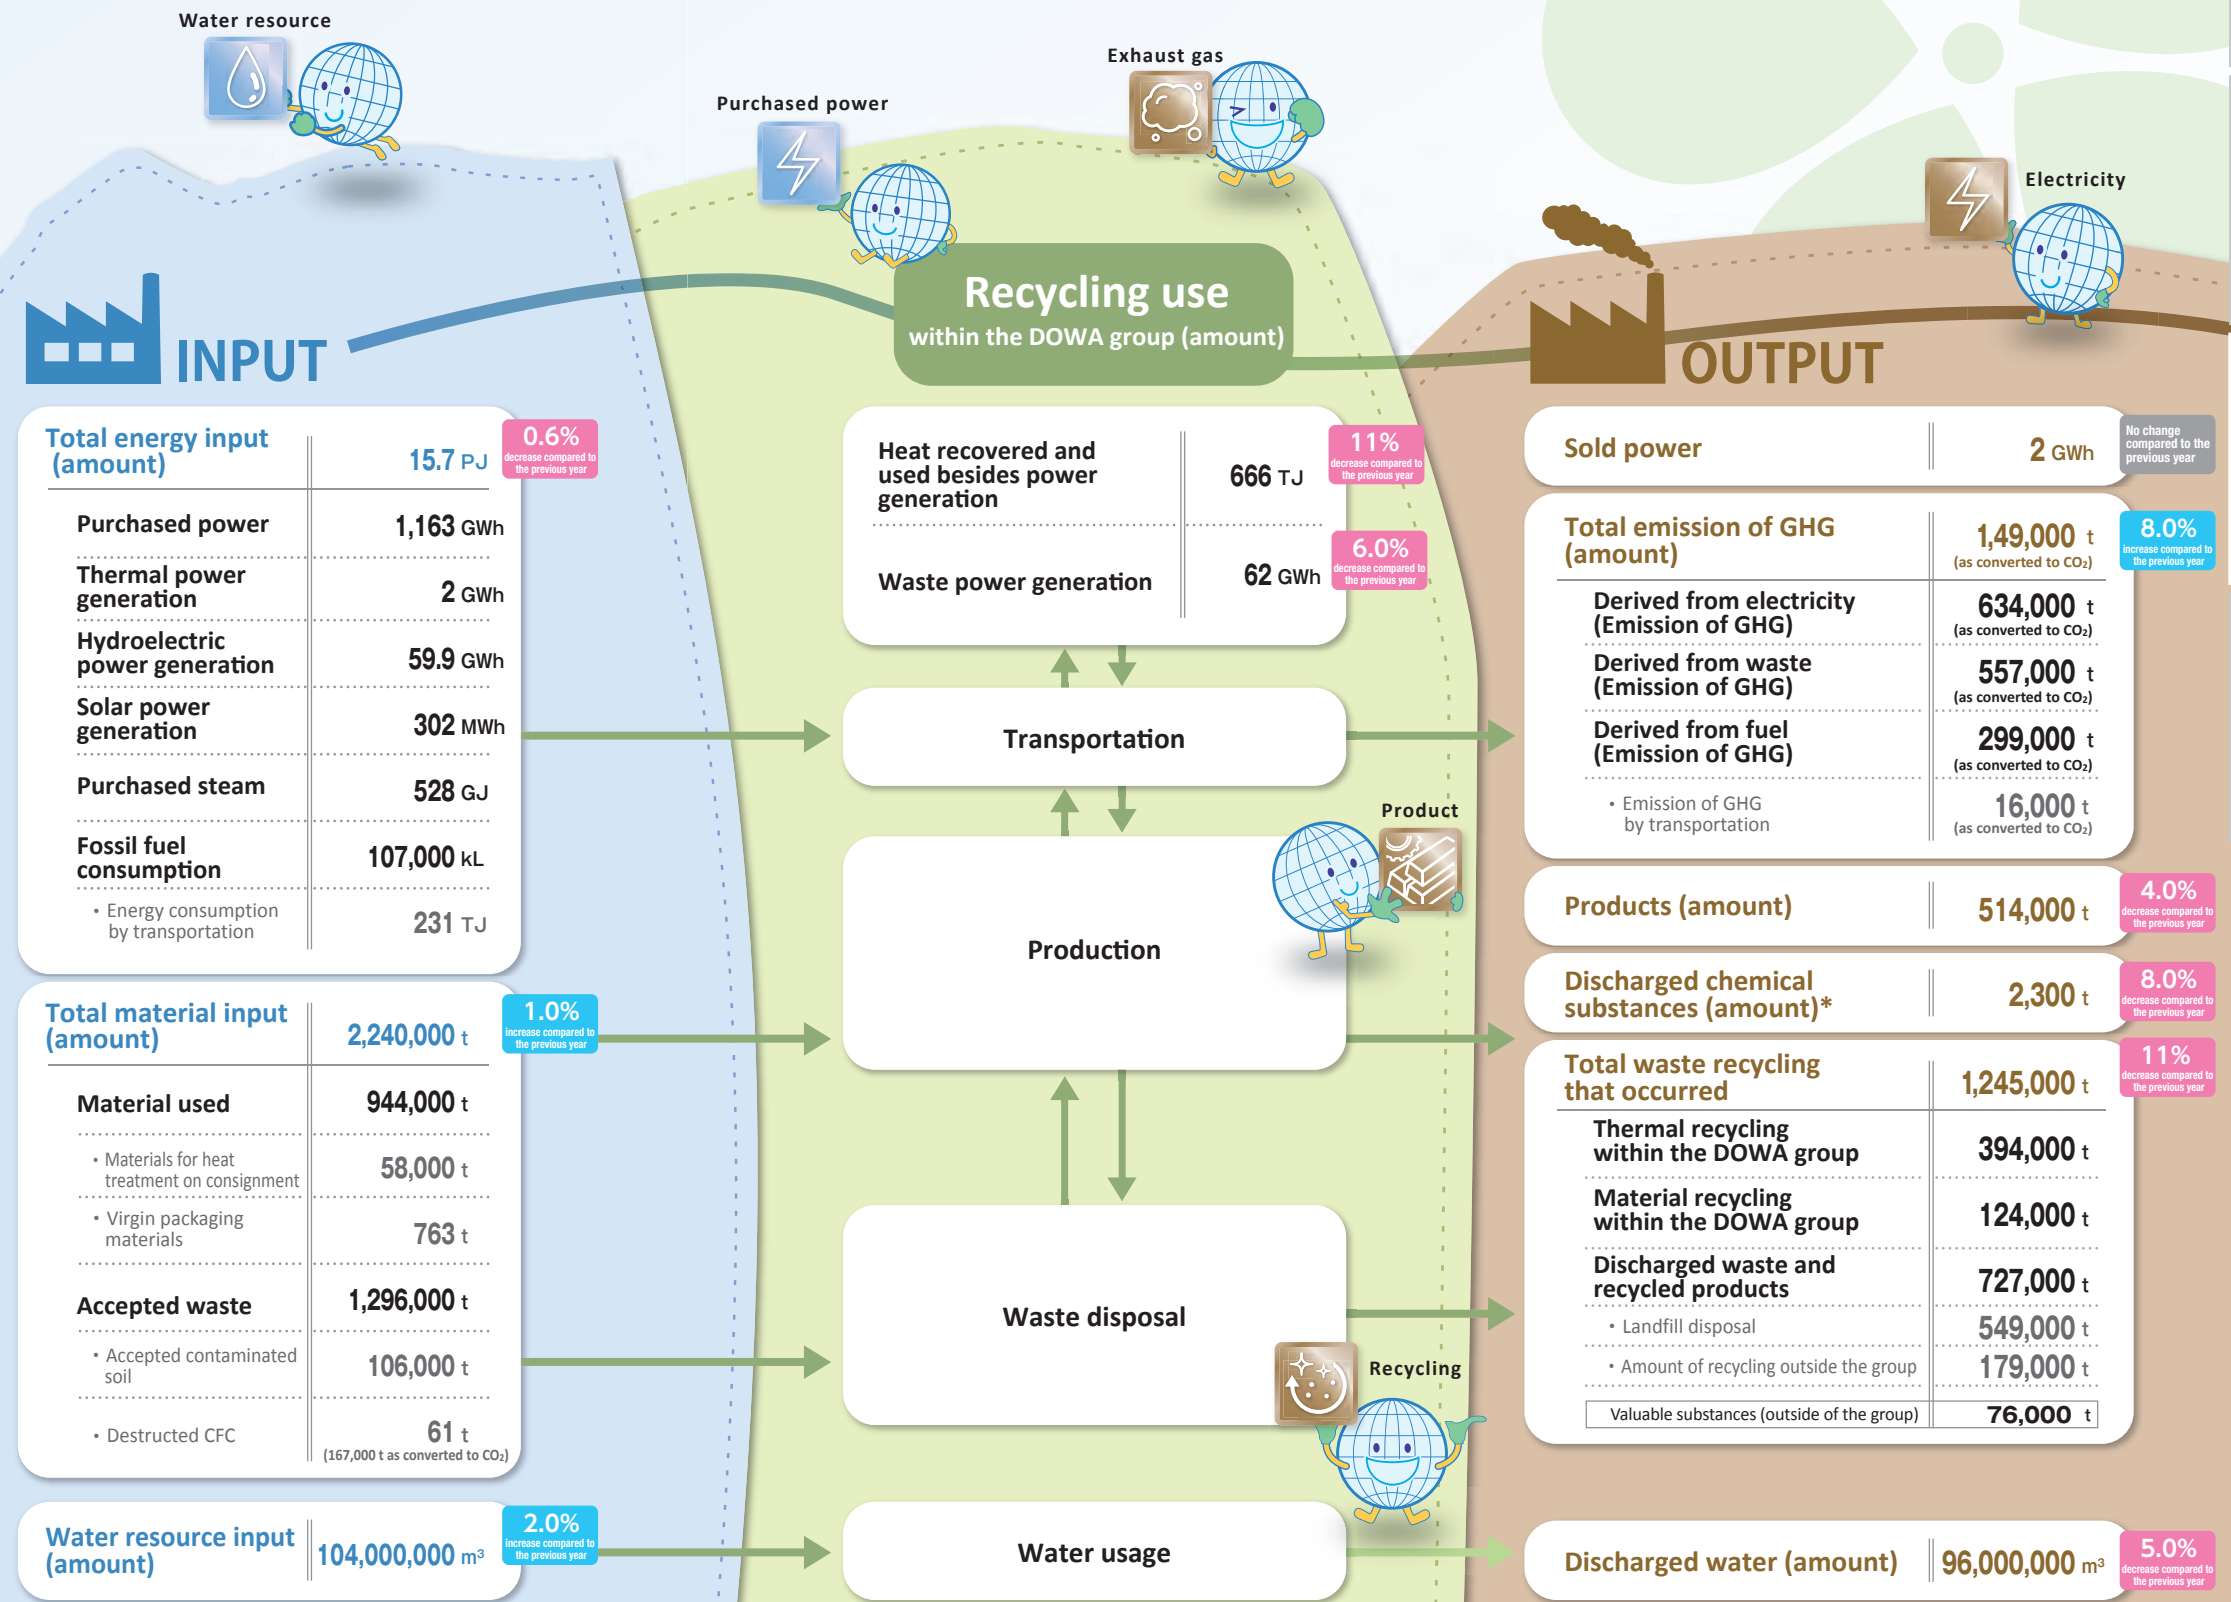 Water resource
Purchased power
Exhaust gas
Electricity
INPUT
Recycling use
within the DOWA group (amount)
OUTPUT
Total energy input
(amount)
15.7 PJ
0.6%
decrease compared to
the previous year
Purchased power
1,163 GWh
Thermal power
generation
2 GWh
Hydroelectric
power generation
59.9 GWh
Solar power
generation
302 MWh
Purchased steam
528 GJ
Fossil fuel
consumption
107,000 kL
・Energy consumption
by transportation
231 TJ
Total material input
(amount)
2,240,000 t
1.0%
increase compared to
the previous year
Material used
944,000 t
・Materials for heat
treatment on consignment
58,000 t
・Virgin packaging
materials
763 t
Accepted waste
1,296,000 t
・Accepted contaminated
soil
106,000 t
・Destructed CFC
61 t
(167,000 t as converted to CO₂)
Water resource input
(amount)
104,000,000 m³
2.0%
increase compared to
the previous year
Heat recovered and
used besides power
generation
666 TJ
11%
decrease compared to
the previous year
Waste power generation
62 GWh
6.0%
decrease compared to
the previous year
Transportation
Product
Production
Waste disposal
Recycling
Water usage
Sold power
2 GWh
No change
compared to the
previous year
Total emission of GHG
(amount)
1,49,000 t
(as converted to CO₂)
8.0%
increase compared to
the previous year
Derived from electricity
(Emission of GHG)
634,000 t
(as converted to CO₂)
Derived from waste
(Emission of GHG)
557,000 t
(as converted to CO₂)
Derived from fuel
(Emission of GHG)
299,000 t
(as converted to CO₂)
・Emission of GHG
by transportation
16,000 t
(as converted to CO₂)
Products (amount)
514,000 t
4.0%
decrease compared to
the previous year
Discharged chemical
substances (amount)*
2,300 t
8.0%
decrease compared to
the previous year
Total waste recycling
that occurred
1,245,000 t
11%
decrease compared to
the previous year
Thermal recycling
within the DOWA group
394,000 t
Material recycling
within the DOWA group
124,000 t
Discharged waste and
recycled products
727,000 t
・Landfill disposal
549,000 t
・Amount of recycling outside the group
179,000 t
Valuable substances (outside of the group)
76,000 t
Discharged water (amount)
96,000,000 m³
5.0%
decrease compared to
the previous year